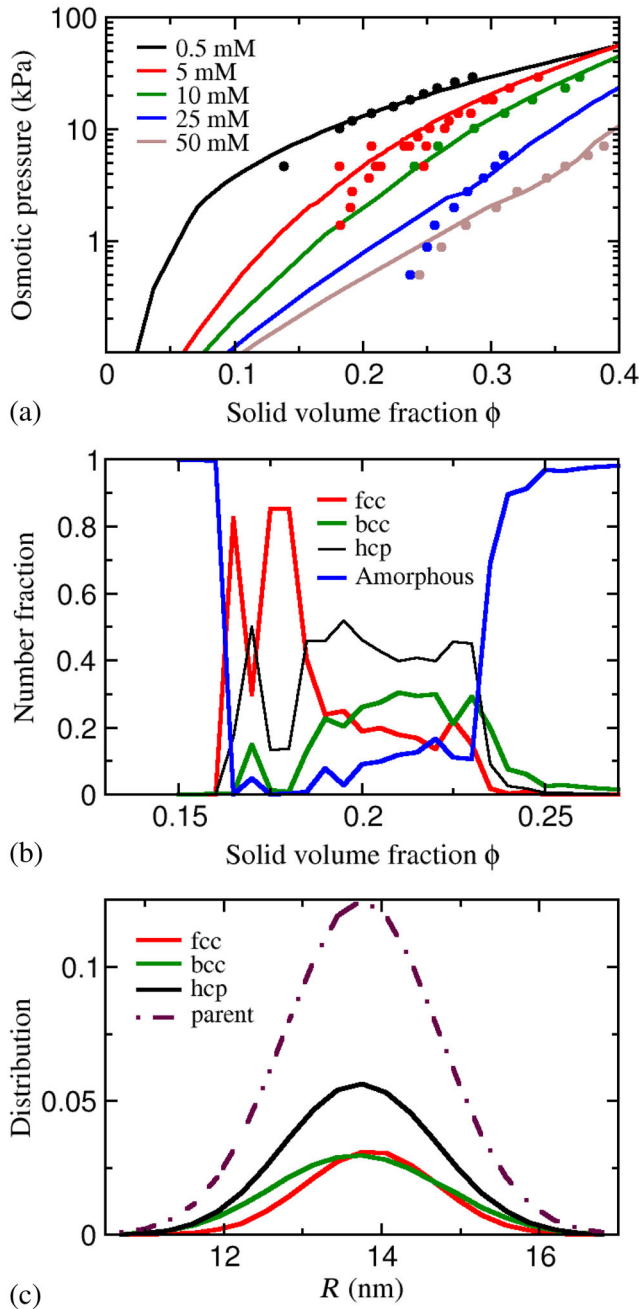 100
10
1
Osmotic pressure (kPa)
0.5 mM
5 mM
10 mM
25 mM
50 mM
0 0.1 0.2 0.3 0.4
(a) Solid volume fraction ϕ
1
0.8
0.6
0.4
0.2
0
Number fraction
fcc
bcc
hcp
Amorphous
0.15 0.2 0.25
(b) Solid volume fraction ϕ
0.1
0.05
0
Distribution
fcc
bcc
hcp
parent
12 14 16
(c) R (nm)